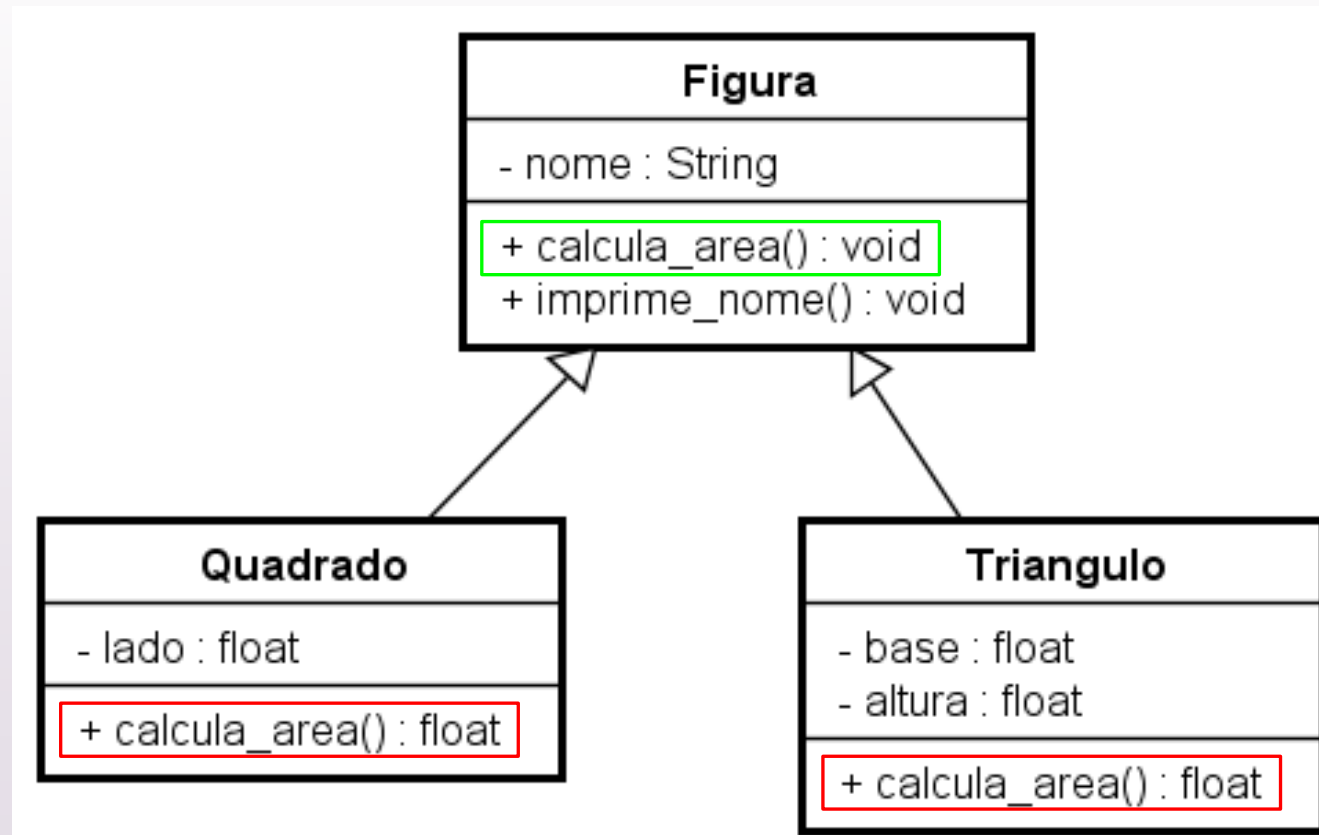 Figura
- nome : String
+ calcula_area() : void
+ imprime_nome() : void
Quadrado
- lado : float
+ calcula_area() : float
Triangulo
- base : float
- altura : float
+ calcula_area() : float